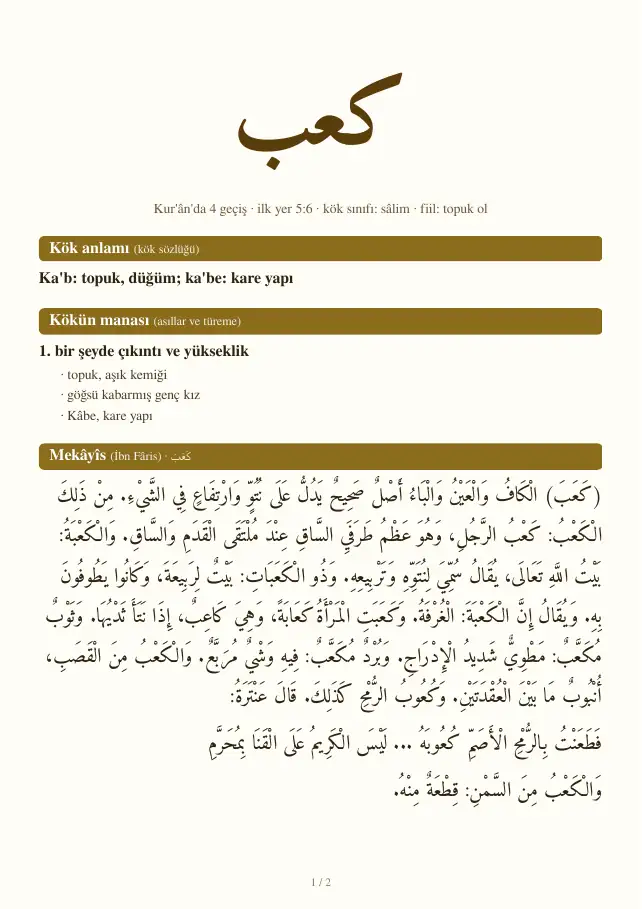 كعب
Kur'ân'da 4 geçiş · ilk yer 5:6 · kök sınıfı: sâlim · fiil: topuk ol
Kök anlamı (kök sözlüğü)
Ka'b: topuk, düğüm; ka'be: kare yapı
Kökün manası (asıllar ve türeme)
1. bir şeyde çıkıntı ve yükseklik
· topuk, aşık kemiği
· göğsü kabarmış genç kız
· Kâbe, kare yapı
Mekâyîs (İbn Fâris) · كَعَبَ
(كَعَبَ) الْكَافُ وَالْعَيْنُ وَالْبَاءُ أَصْلٌ صَحِيحٌ يَدُلُّ عَلَى نُتُوٍّ وَارْتِفَاعٍ فِي الشَّيْءِ. مِنْ ذَلِكَ
الْكَعْبُ: كَعْبُ الرَّجُلِ، وَهُوَ عَظْمُ طَرَفَيِ السَّاقِ عِنْدَ مُلْتَقَى الْقَدَمِ وَالسَّاقِ. وَالْكَعْبَةُ:
بَيْتُ اللَّهِ تَعَالَى، يُقَالُ سُمِّيَ لِنُتَوِّهِ وَتَرْبِيعِهِ. وَذُو الْكَعَبَاتِ: بَيْتٌ لِرَبِيعَةَ، وَكَانُوا يَطُوفُونَ
بِهِ. وَيُقَالُ إِنَّ الْكَعْبَةَ: الْغُرْفَةُ. وَكَعَبَتِ الْمَرْأَةُ كَعَابَةً، وَهِيَ كَاعِبٌ، إِذَا نَتَأَ ثَدْيُهَا. وَثَوْبٌ
مُكَعَّبٌ: مَطْوِيٌّ شَدِيدُ الْإِدْرَاجِ. وَبُرْدٌ مُكَعَّبٌ: فِيهِ وَشْيٌ مُرَبَّعٌ. وَالْكَعْبُ مِنَ الْقَصَبِ،
أُنْبُوبٌ مَا بَيْنَ الْعُقْدَتَيْنِ. وَكُعُوبُ الرُّمْحِ كَذَلِكَ. قَالَ عَنْتَرَةُ:
فَطَعَنْتُ بِالرُّمْحِ الْأَصَمِّ كُعُوبَهُ ... لَيْسَ الْكَرِيمُ عَلَى الْقَنَا بِمُحَرَّمِ
وَالْكَعْبُ مِنَ السَّمْنِ: قِطْعَةٌ مِنْهُ.
1 / 2